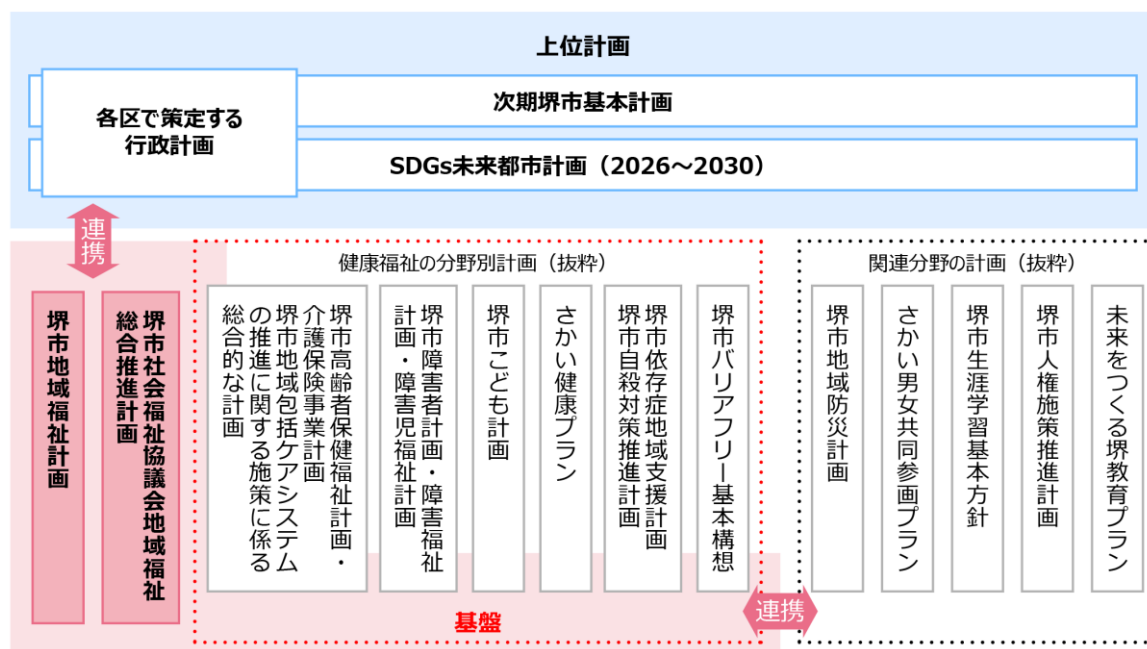 上位計画
次期堺市基本計画
各区で策定する
行政計画
SDGs未来都市計画（2026～2030）
連携
健康福祉の分野別計画（抜粋）
関連分野の計画（抜粋）
堺市地域福祉計画
堺市社会福祉協議会地域福祉
総合推進計画
堺市高齢者保健福祉計画・
介護保険事業計画
堺市地域包括ケアシステム
の推進に関する施策に係る
総合的な計画
堺市障害者計画・障害福祉
計画・障害児福祉計画
堺市こども計画
さかい健康プラン
堺市依存症地域支援計画
堺市自殺対策推進計画
堺市バリアフリー基本構想
堺市地域防災計画
さかい男女共同参画プラン
堺市生涯学習基本方針
堺市人権施策推進計画
未来をつくる堺教育プラン
基盤
連携